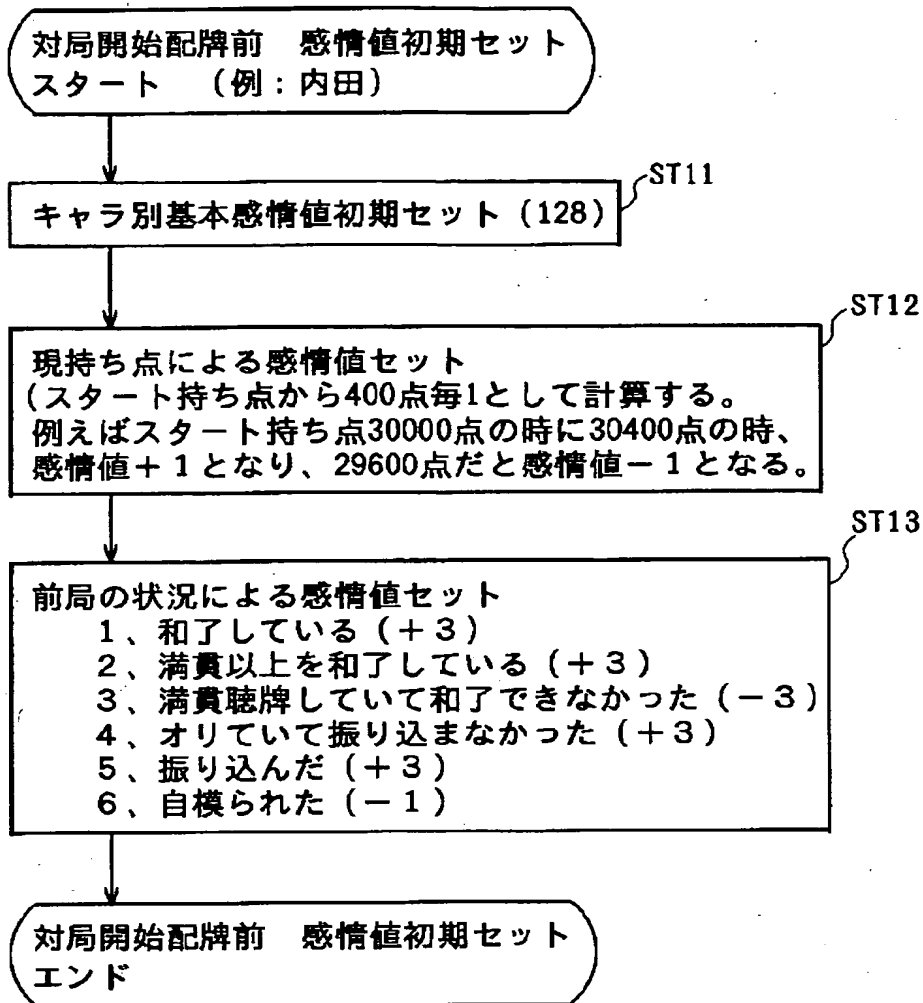 対局開始配牌前　感情値初期セット
スタート　（例：内田）
ST11
キャラ別基本感情値初期セット（128）
ST12
現持ち点による感情値セット
(スタート持ち点から400点毎1として計算する。
例えばスタート持ち点30000点の時に30400点の時、
感情値＋１となり、29600点だと感情値－１となる。
ST13
前局の状況による感情値セット
１、和了している（＋３）
２、満貫以上を和了している（＋３）
３、満貫聴牌していて和了できなかった（－３）
４、オリていて振り込まなかった（＋３）
５、振り込んだ（＋３）
６、自模られた（－１）
対局開始配牌前　感情値初期セット
エンド